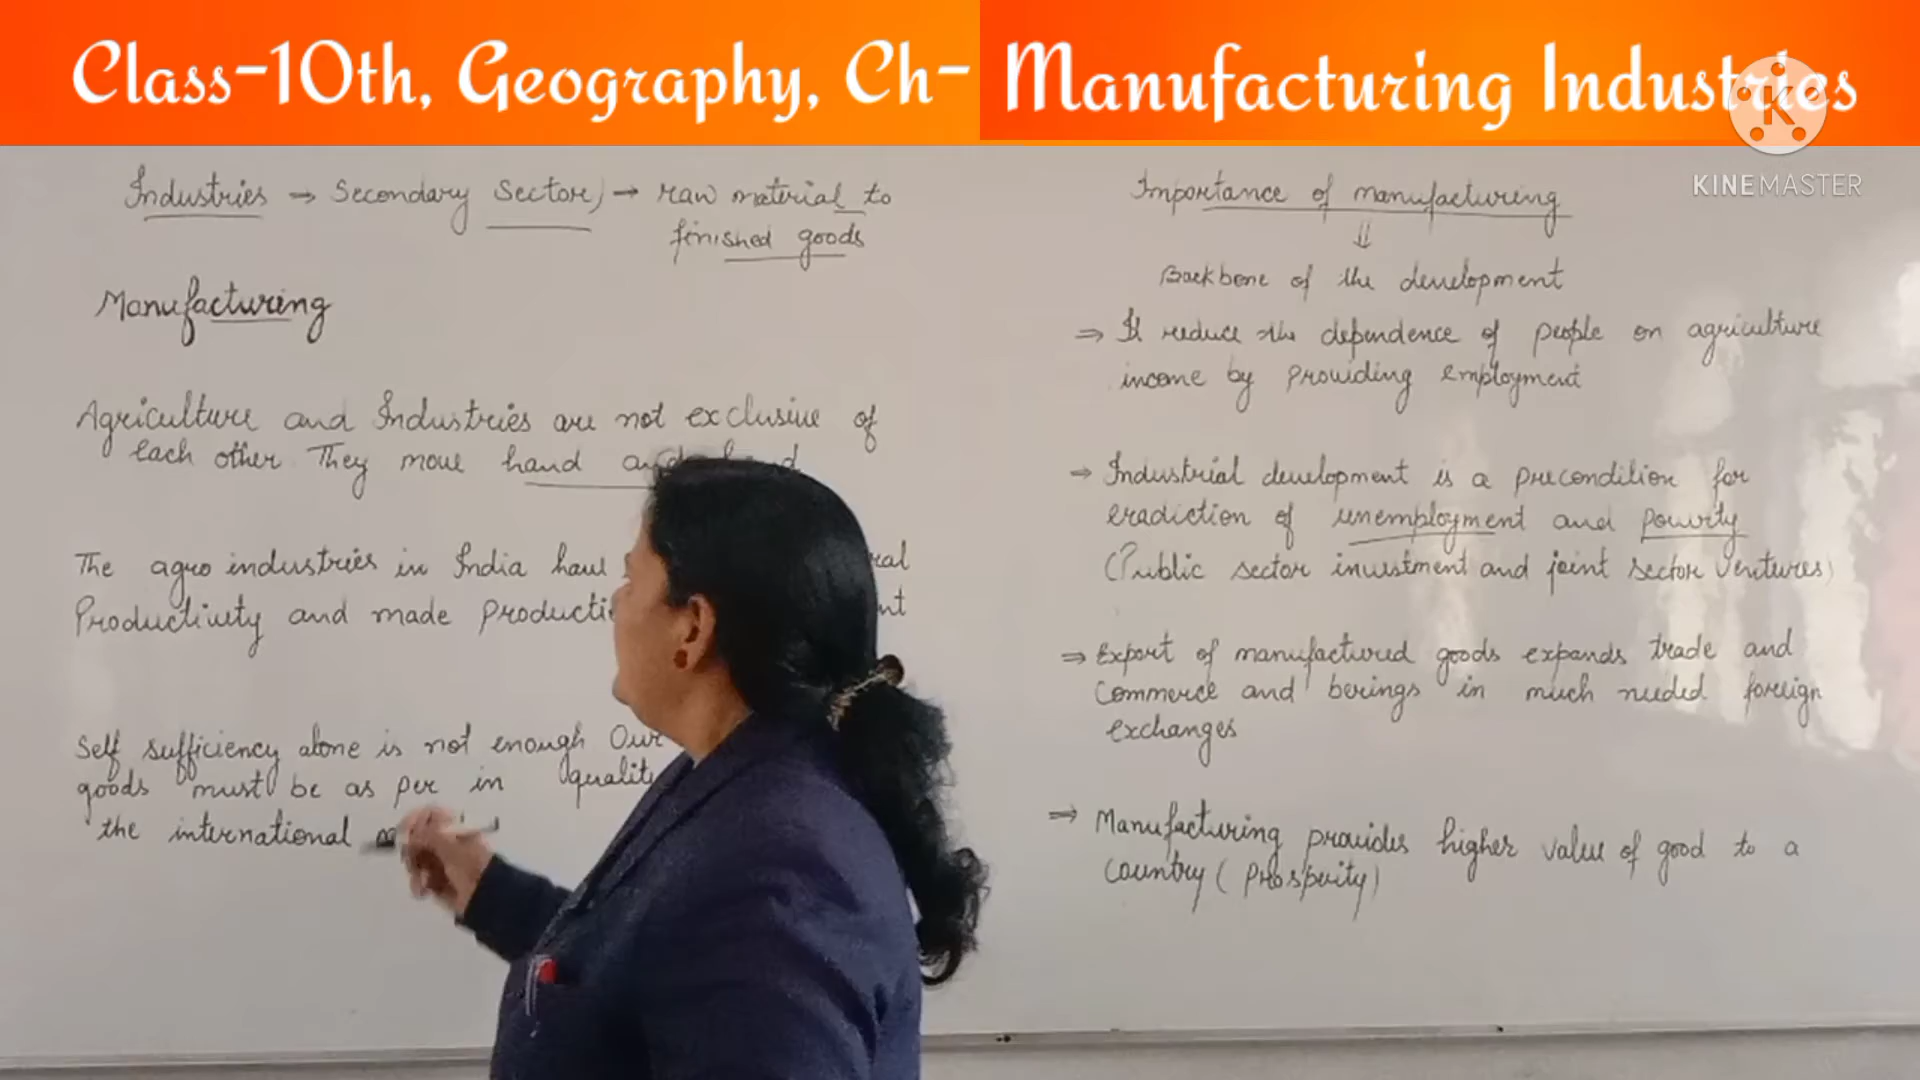 Class-10th, Geography, Ch- Manufacturing Industries
KINEMASTER
Industries → Secondary Sector → raw material to
finished goods
Manufacturing
Agriculture and Industries are not exclusive of
each other They move hand
The agro industries in India have
Productivity and made
Self sufficiency alone is not enough Our
goods must be as per in
the international
Importance of manufacturing
⇓
Backbone of the development
⇒ It reduce the dependence of people on agriculture
income by providing employment
⇒ Industrial development is a precondition for
eradiction of unemployment and poverty
(Public sector investment and joint sector ventures)
⇒ Export of manufactured goods expands trade and
Commerce and berings in much needed foreign
exchanges
⇒ Manufacturing provides higher value of good to a
country (Prosperity)